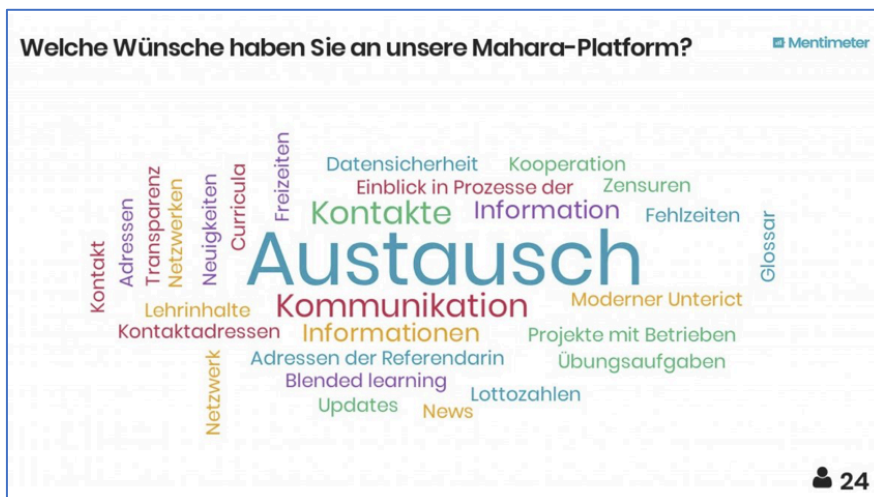 Welche Wünsche haben Sie an unsere Mahara-Platform?
Mentimeter
Datensicherheit
Kooperation
Einblick in Prozesse der
Zensuren
Kontakte
Information
Fehlzeiten
Kontakt
Adressen
Transparenz
Netzwerken
Neuigkeiten
Curricula
Freizeiten
Austausch
Glossar
Lehrinhalte
Kommunikation
Moderner Unterict
Kontaktadressen
Informationen
Projekte mit Betrieben
Netzwerk
Adressen der Referendarin
Übungsaufgaben
Blended learning
Lottozahlen
Updates
News
24